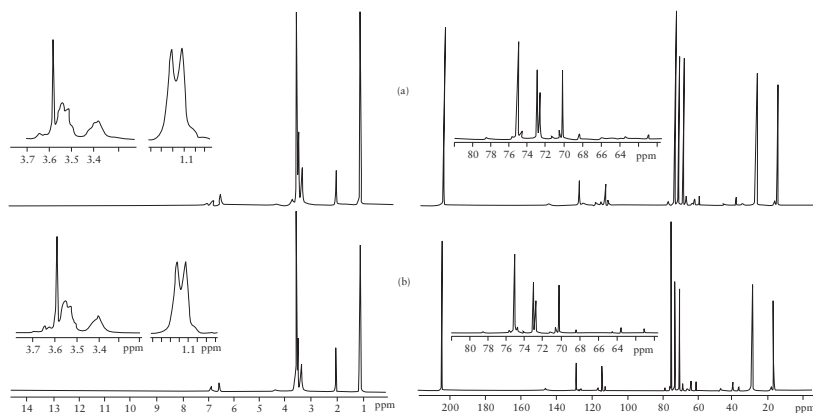 (a)
80 78 76 74 72 70 68 66 64
ppm
3.7 3.6 3.5 3.4
1.1
(b)
3.7 3.6 3.5 3.4 ppm
1.1 ppm
80 78 76 74 72 70 68 66 64
ppm
14 13 12 11 10 9 8 7 6 5 4 3 2 1 ppm
200 180 160 140 120 100 80 60 40 20 ppm